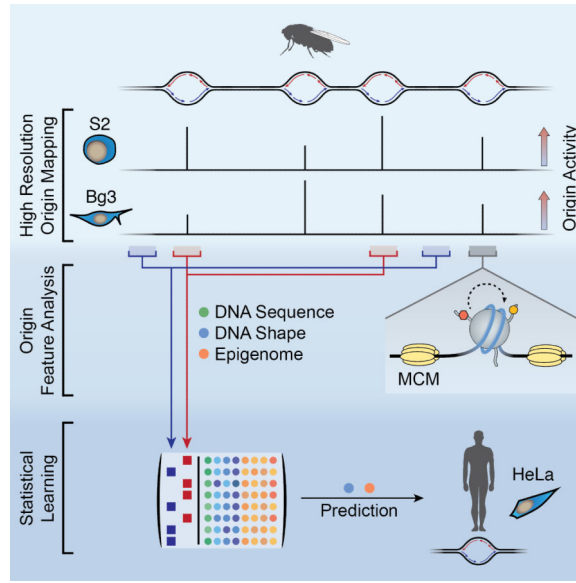 High Resolution
Origin Mapping
S2
Bg3
Origin Activity
Origin
Feature Analysis
DNA Sequence
DNA Shape
Epigenome
MCM
Statistical
Learning
Prediction
HeLa